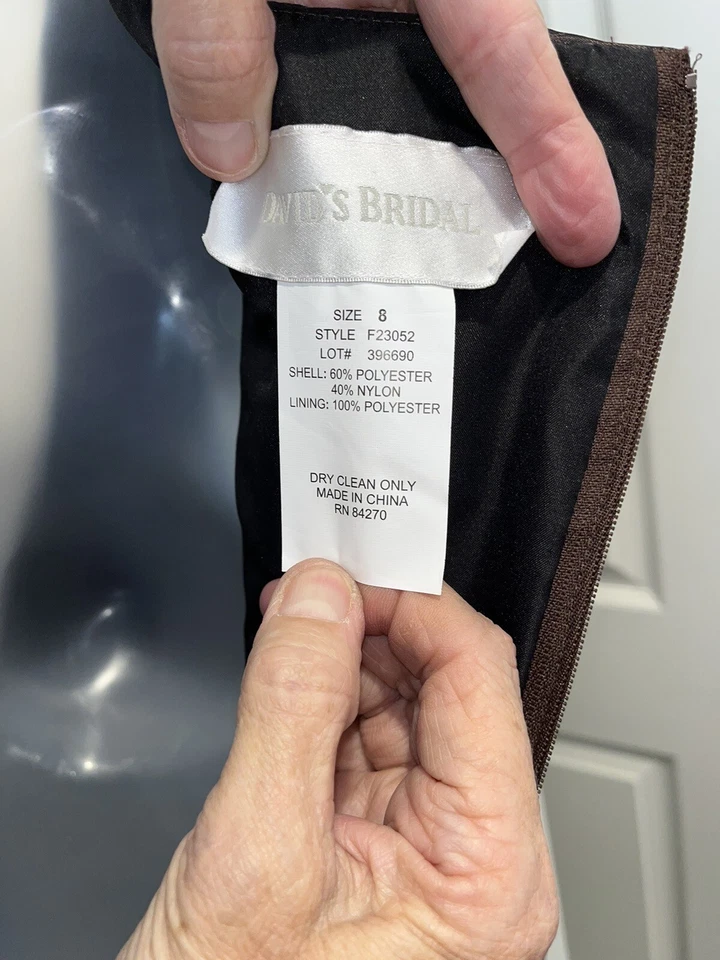 DAVID'S BRIDAL
SIZE 8
STYLE F23052
LOT# 396690
SHELL: 60% POLYESTER
40% NYLON
LINING: 100% POLYESTER
DRY CLEAN ONLY
MADE IN CHINA
RN 84270